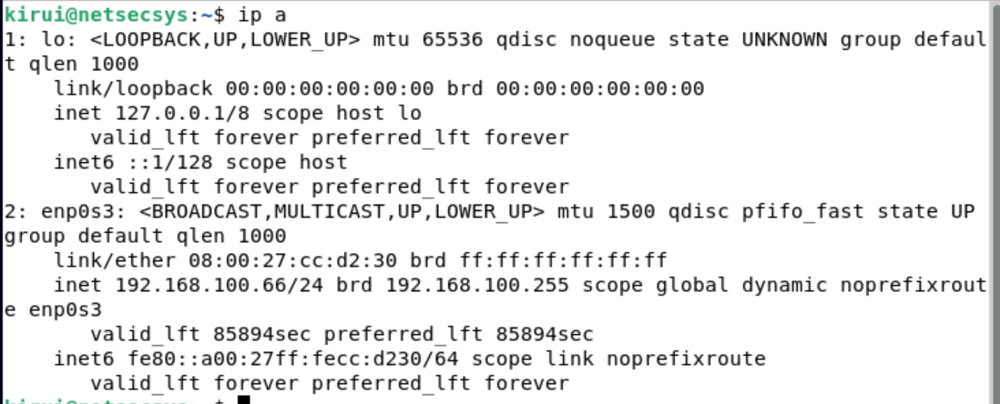 kirui@netsecsys:~$ ip a
1: lo: <LOOPBACK,UP,LOWER_UP> mtu 65536 qdisc noqueue state UNKNOWN group defaul
t qlen 1000
    link/loopback 00:00:00:00:00:00 brd 00:00:00:00:00:00
    inet 127.0.0.1/8 scope host lo
       valid_lft forever preferred_lft forever
    inet6 ::1/128 scope host
       valid_lft forever preferred_lft forever
2: enp0s3: <BROADCAST,MULTICAST,UP,LOWER_UP> mtu 1500 qdisc pfifo_fast state UP
group default qlen 1000
    link/ether 08:00:27:cc:d2:30 brd ff:ff:ff:ff:ff:ff
    inet 192.168.100.66/24 brd 192.168.100.255 scope global dynamic noprefixrout
e enp0s3
       valid_lft 85894sec preferred_lft 85894sec
    inet6 fe80::a00:27ff:fecc:d230/64 scope link noprefixroute
       valid_lft forever preferred_lft forever